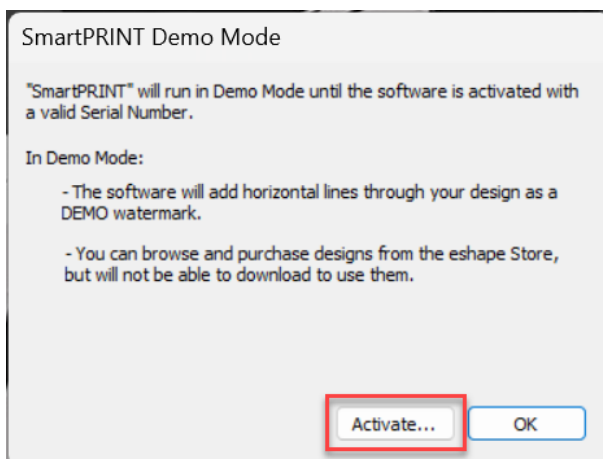 SmartPRINT Demo Mode
"SmartPRINT" will run in Demo Mode until the software is activated with
a valid Serial Number.
In Demo Mode:
- The software will add horizontal lines through your design as a
DEMO watermark.
- You can browse and purchase designs from the eshape Store,
but will not be able to download to use them.
Activate... OK